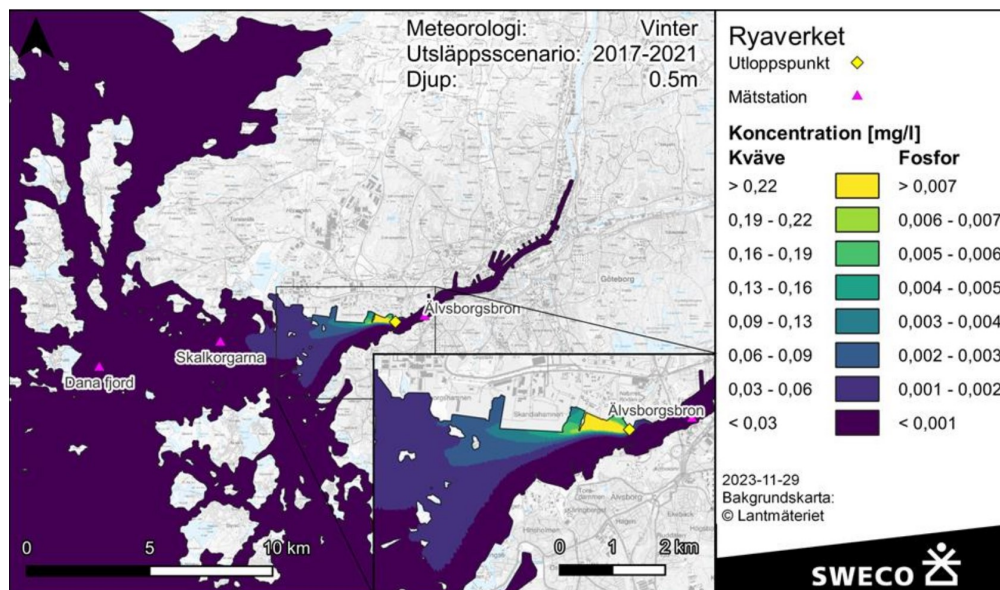 Meteorologi: Vinter
Utsläppsscenario: 2017-2021
Djup: 0.5m
Göteborg
Älvsborgsbron
Skalkorgarna
Dana fjord
Skandiahamnen
Älvsborgsbron
0 5 10 km
0 1 2 km
Ryaverket
Utloppspunkt
Mätstation
Koncentration [mg/l]
Kväve Fosfor
> 0,22 > 0,007
0,19 - 0,22 0,006 - 0,007
0,16 - 0,19 0,005 - 0,006
0,13 - 0,16 0,004 - 0,005
0,09 - 0,13 0,003 - 0,004
0,06 - 0,09 0,002 - 0,003
0,03 - 0,06 0,001 - 0,002
< 0,03 < 0,001
2023-11-29
Bakgrundskarta:
© Lantmäteriet
SWECO